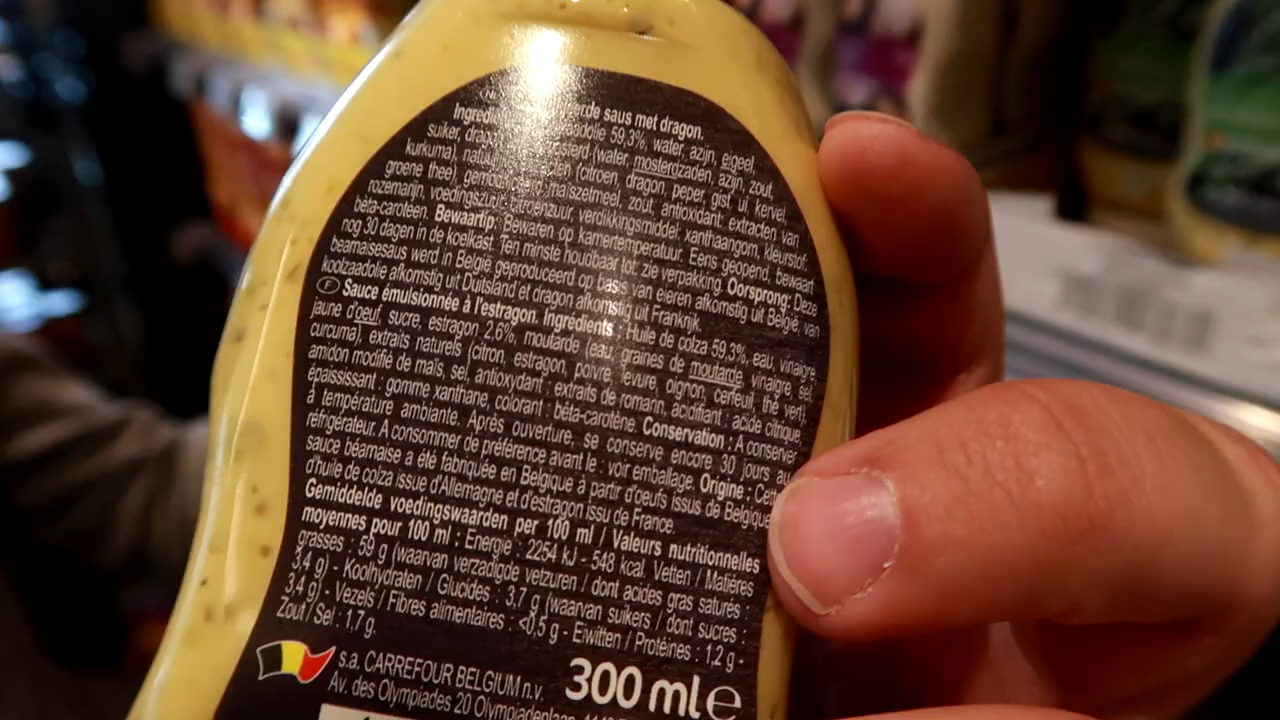 Ingred rde saus met dragon.
suiker, drag adolie 59,3%, water, azijn, eigeel,
kurkuma), natuu rd (water, mosterdzaden, azijn, zout,
groene thee), gem (citroen, dragon, peper, gist, ui, kervel,
rozemarijn, voedingszuur: citroenzuur, maïszetmeel, zout, antioxidant: extracten van
bèta-caroteen. Bewaartip: verdikkingsmiddel: xanthaangom, kleurstof:
nog 30 dagen in de koelkast. Bewaren op kamertemperatuur. Eens geopend, bewaart
bearnaisesaus werd in België geproduceerd Ten minste houdbaar tot: zie verpakking. Oorsprong: Deze
koolzaadolie afkomstig uit Duitsland en dragon op basis van eieren afkomstig uit België, van
afkomstig uit Frankrijk.
Ⓕ Sauce émulsionnée à l'estragon. Ingrédients : Huile de colza 59,3%, eau, vinaigre,
jaune d'oeuf, sucre, estragon 2,6%, moutarde (eau, graines de moutarde, vinaigre, sel,
curcuma), extraits naturels (citron, estragon, poivre, levure, oignon, cerfeuil, thé vert),
amidon modifié de maïs, sel, antioxydant : extraits de romarin, acidifiant : acide citrique,
épaississant : gomme xanthane, colorant : bêta-carotène. Conservation : A conserver
à température ambiante. Après ouverture, se conserve encore 30 jours au
réfrigérateur. A consommer de préférence avant le : voir emballage. Origine : Cette
sauce béarnaise a été fabriquée en Belgique à partir d'oeufs issus de Belgique,
d'huile de colza issue d'Allemagne et d'estragon issu de France.
Gemiddelde voedingswaarden per 100 ml / Valeurs nutritionnelles
moyennes pour 100 ml : Energie : 2254 kJ - 548 kcal. Vetten / Matières
grasses : 59 g (waarvan verzadigde vetzuren / dont acides gras saturés :
3,4 g) - Koolhydraten / Glucides : 3,7 g (waarvan suikers / dont sucres :
3,4 g) - Vezels / Fibres alimentaires : <0,5 g - Eiwitten / Protéines : 1,2 g -
Zout / Sel : 1,7 g.
s.a. CARREFOUR BELGIUM n.v. 300 ml e
Av. des Olympiades 20 Olympiadenlaan,